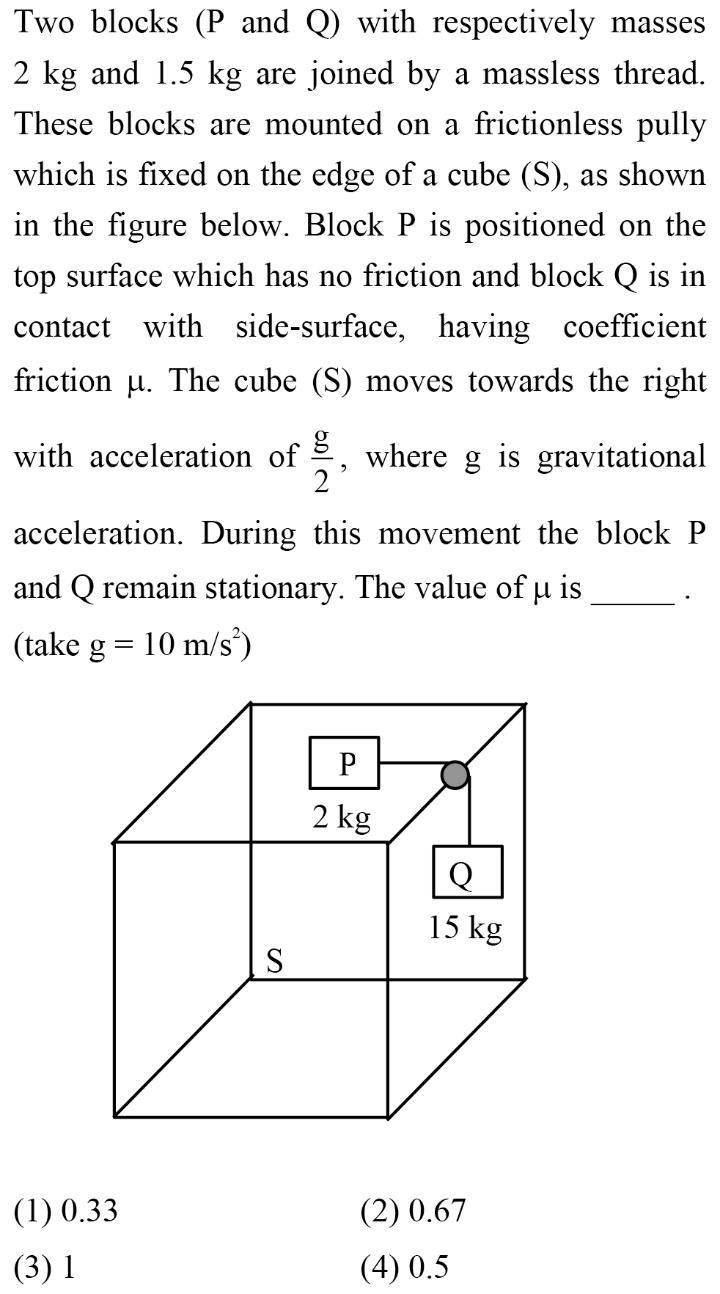 Two blocks (P and Q) with respectively masses
2 kg and 1.5 kg are joined by a massless thread.
These blocks are mounted on a frictionless pully
which is fixed on the edge of a cube (S), as shown
in the figure below. Block P is positioned on the
top surface which has no friction and block Q is in
contact with side-surface, having coefficient
friction μ. The cube (S) moves towards the right
with acceleration of g/2, where g is gravitational
acceleration. During this movement the block P
and Q remain stationary. The value of μ is _____ .
(take g = 10 m/s²)
P
2 kg
Q
15 kg
S
(1) 0.33 (2) 0.67
(3) 1 (4) 0.5